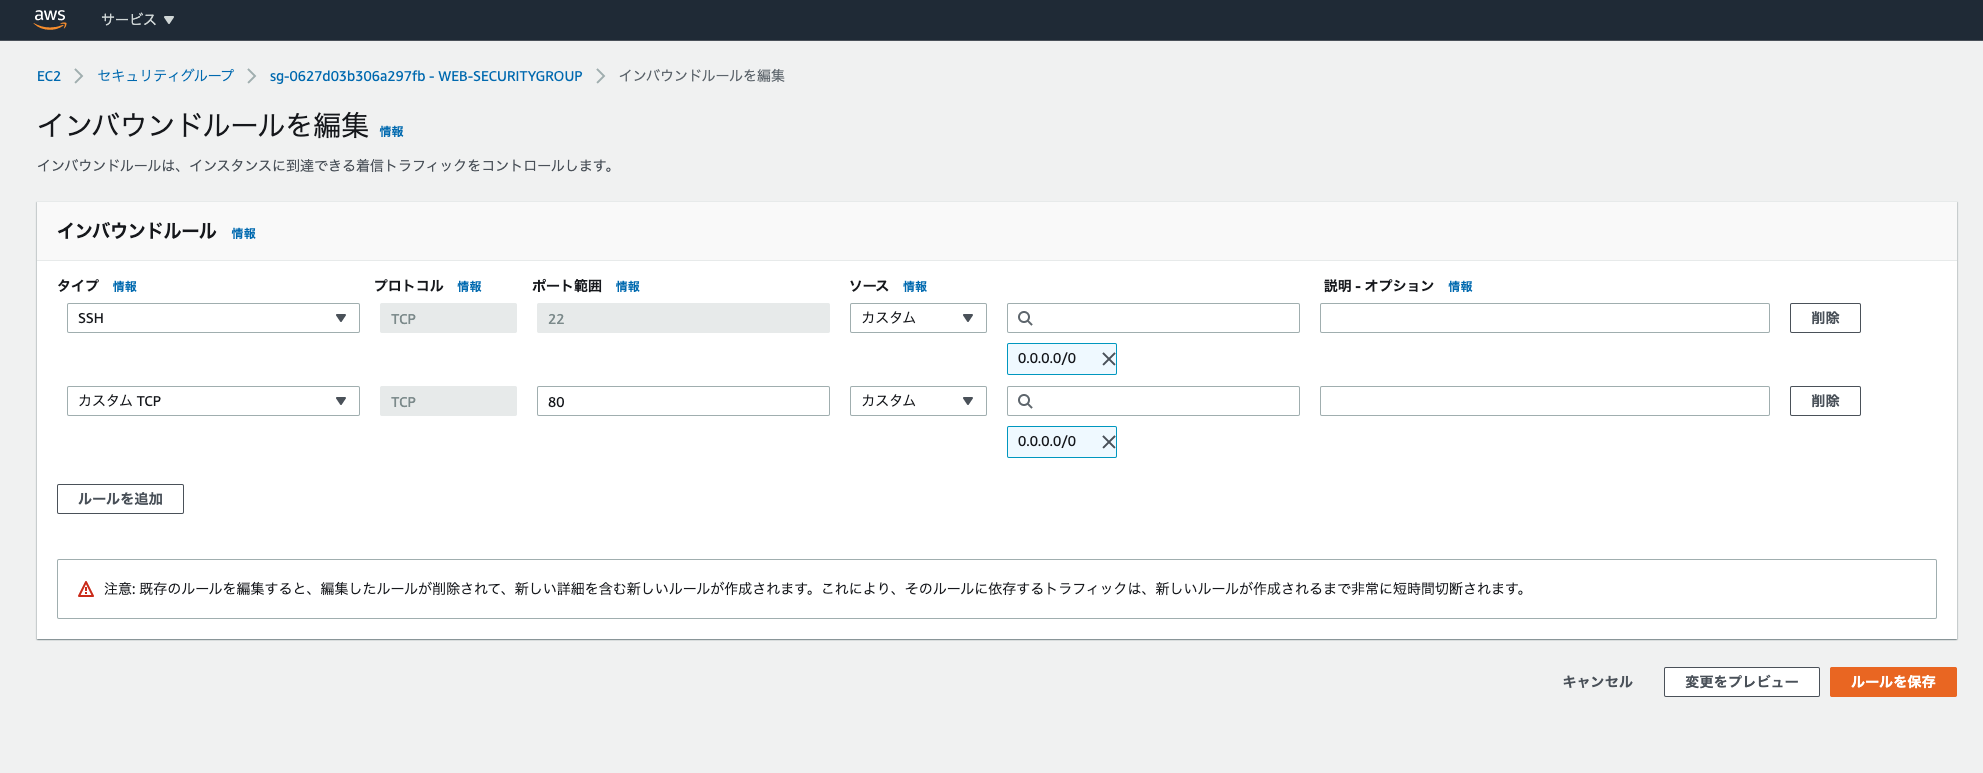 aws サービス
EC2 セキュリティグループ sg-0627d03b306a297fb - WEB-SECURITYGROUP インバウンドルールを編集
インバウンドルールを編集 情報
インバウンドルールは、インスタンスに到達できる着信トラフィックをコントロールします。
インバウンドルール 情報
タイプ 情報 プロトコル 情報 ポート範囲 情報 ソース 情報 説明 - オプション 情報
SSH TCP 22 カスタム 削除
0.0.0.0/0
カスタム TCP TCP 80 カスタム 削除
0.0.0.0/0
ルールを追加
注意: 既存のルールを編集すると、編集したルールが削除されて、新しい詳細を含む新しいルールが作成されます。これにより、そのルールに依存するトラフィックは、新しいルールが作成されるまで非常に短時間切断されます。
キャンセル 変更をプレビュー ルールを保存